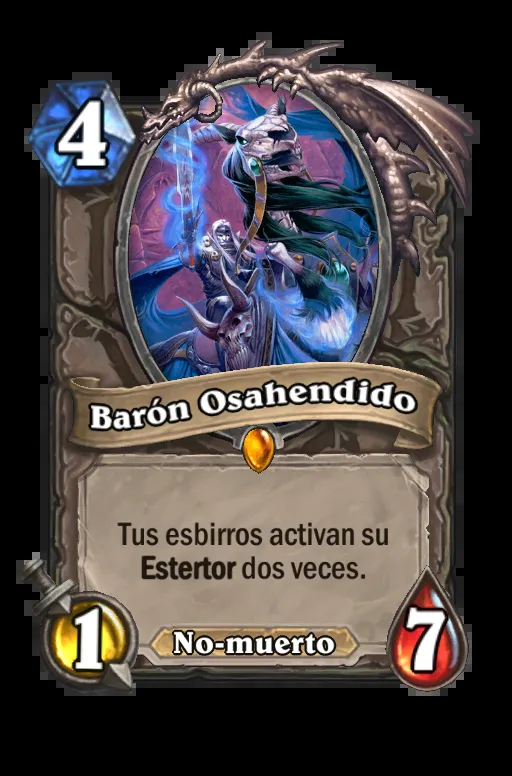 4
Barón Osahendido
Tus esbirros activan su
Estertor dos veces.
1
No-muerto
7